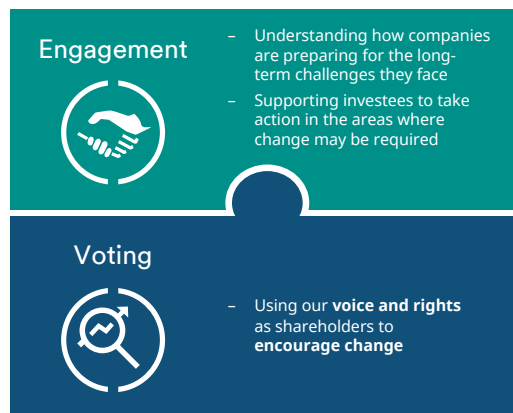 Engagement
– Understanding how companies
are preparing for the long-
term challenges they face
– Supporting investees to take
action in the areas where
change may be required
Voting
– Using our voice and rights
as shareholders to
encourage change